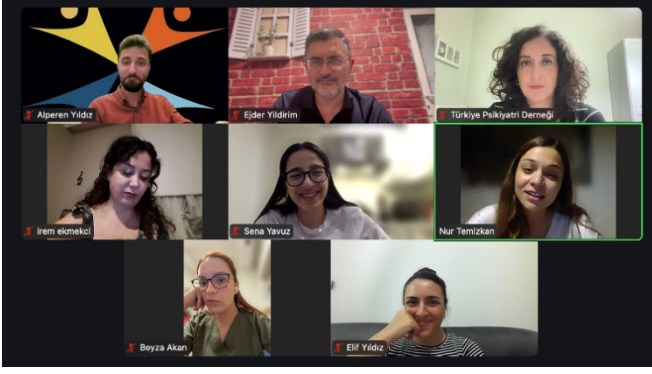 Alperen Yıldız
Ejder Yildirim
Türkiye Psikiyatri Derneği
irem ekmekci
Sena Yavuz
Nur Temizkan
Beyza Akan
Elif Yıldız